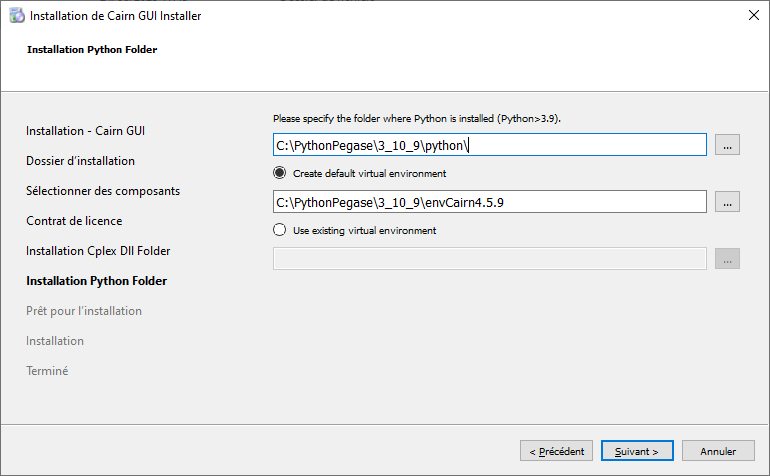 Installation de Cairn GUI Installer
Installation Python Folder
Please specify the folder where Python is installed (Python>3.9).
Installation - Cairn GUI
C:\PythonPegase\3_10_9\python\
...
Dossier d'installation
Create default virtual environment
Sélectionner des composants
C:\PythonPegase\3_10_9\envCairn4.5.9
...
Contrat de licence
Use existing virtual environment
Installation Cplex Dll Folder
...
Installation Python Folder
Prêt pour l'installation
Installation
Terminé
< Précédent
Suivant >
Annuler